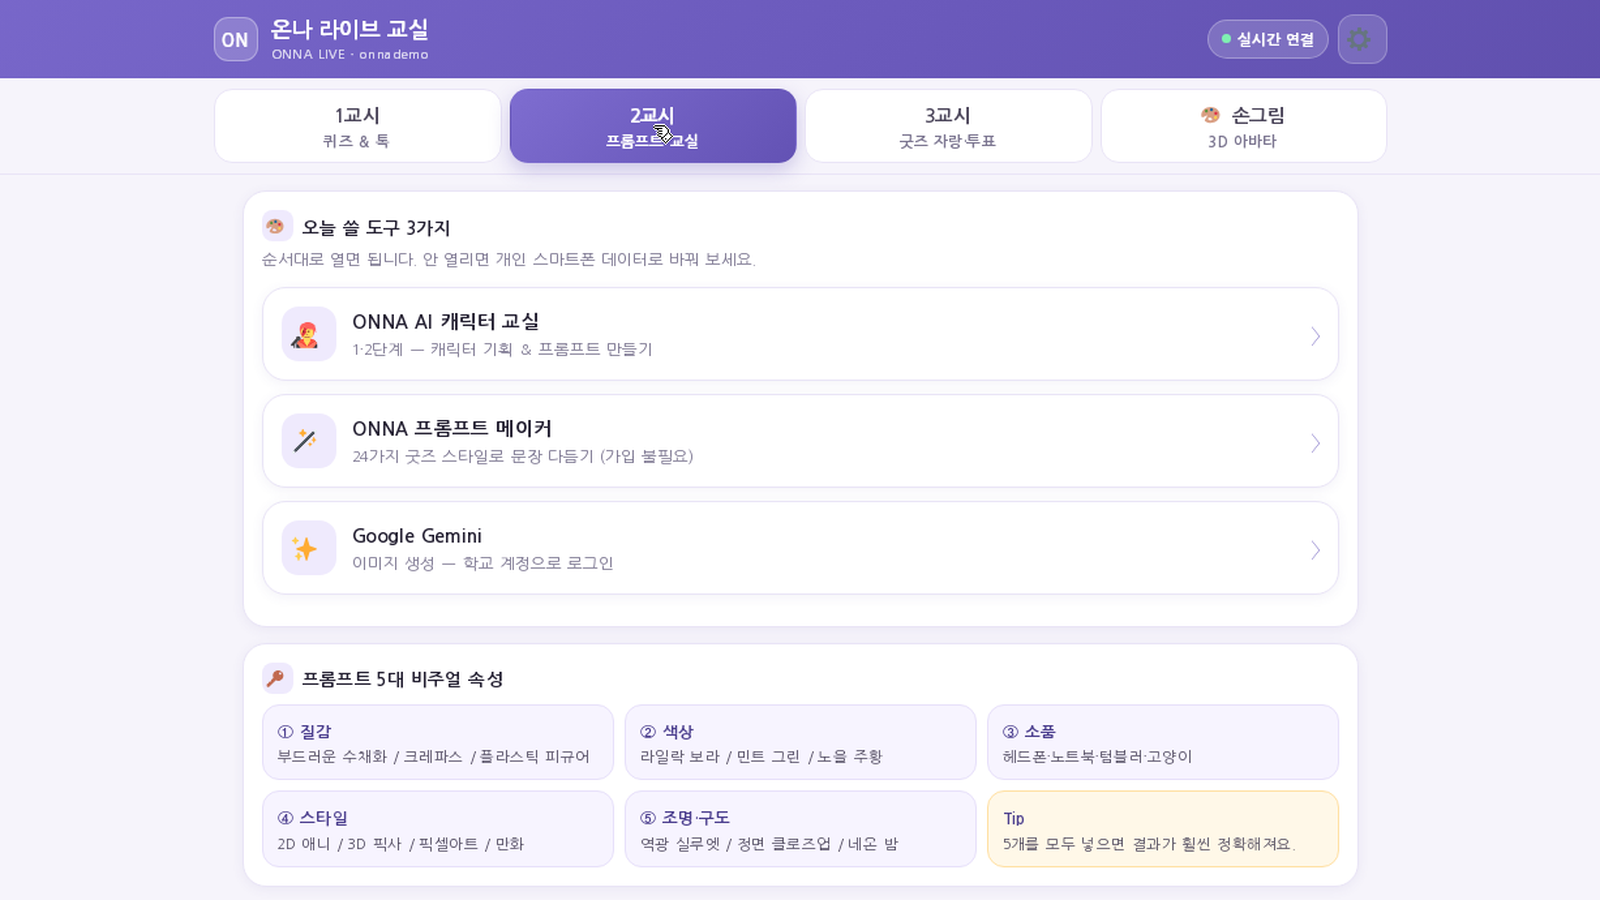 ON
온나 라이브 교실
ONNA LIVE · onnademo
실시간 연결
1교시
퀴즈 & 톡
2교시
프롬프트 교실
3교시
굿즈 자랑·투표
손그림
3D 아바타
오늘 쓸 도구 3가지
순서대로 열면 됩니다. 안 열리면 개인 스마트폰 데이터로 바꿔 보세요.
ONNA AI 캐릭터 교실
1·2단계 — 캐릭터 기획 & 프롬프트 만들기
ONNA 프롬프트 메이커
24가지 굿즈 스타일로 문장 다듬기 (가입 불필요)
Google Gemini
이미지 생성 — 학교 계정으로 로그인
프롬프트 5대 비주얼 속성
① 질감
부드러운 수채화 / 크레파스 / 플라스틱 피규어
② 색상
라일락 보라 / 민트 그린 / 노을 주황
③ 소품
헤드폰·노트북·텀블러·고양이
④ 스타일
2D 애니 / 3D 픽사 / 픽셀아트 / 만화
⑤ 조명·구도
역광 실루엣 / 정면 클로즈업 / 네온 밤
Tip
5개를 모두 넣으면 결과가 훨씬 정확해져요.